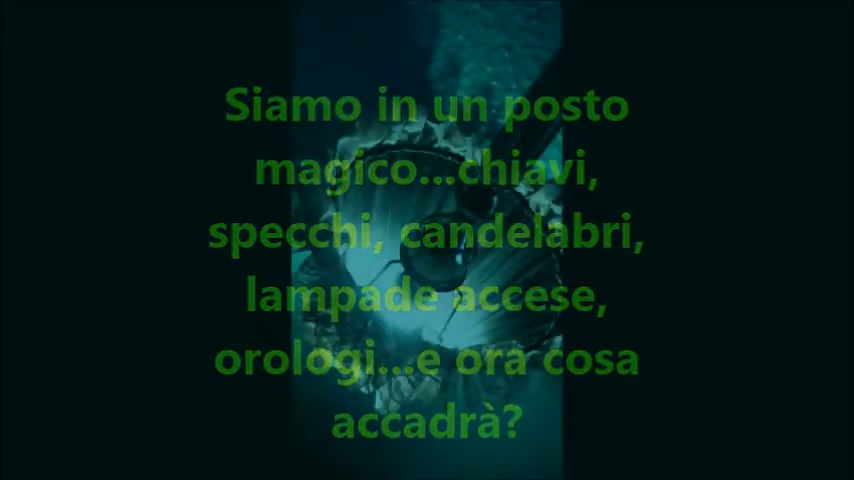 Siamo in un posto
magico...chiavi,
specchi, candelabri,
lampade accese,
orologi...e ora cosa
accadrà?